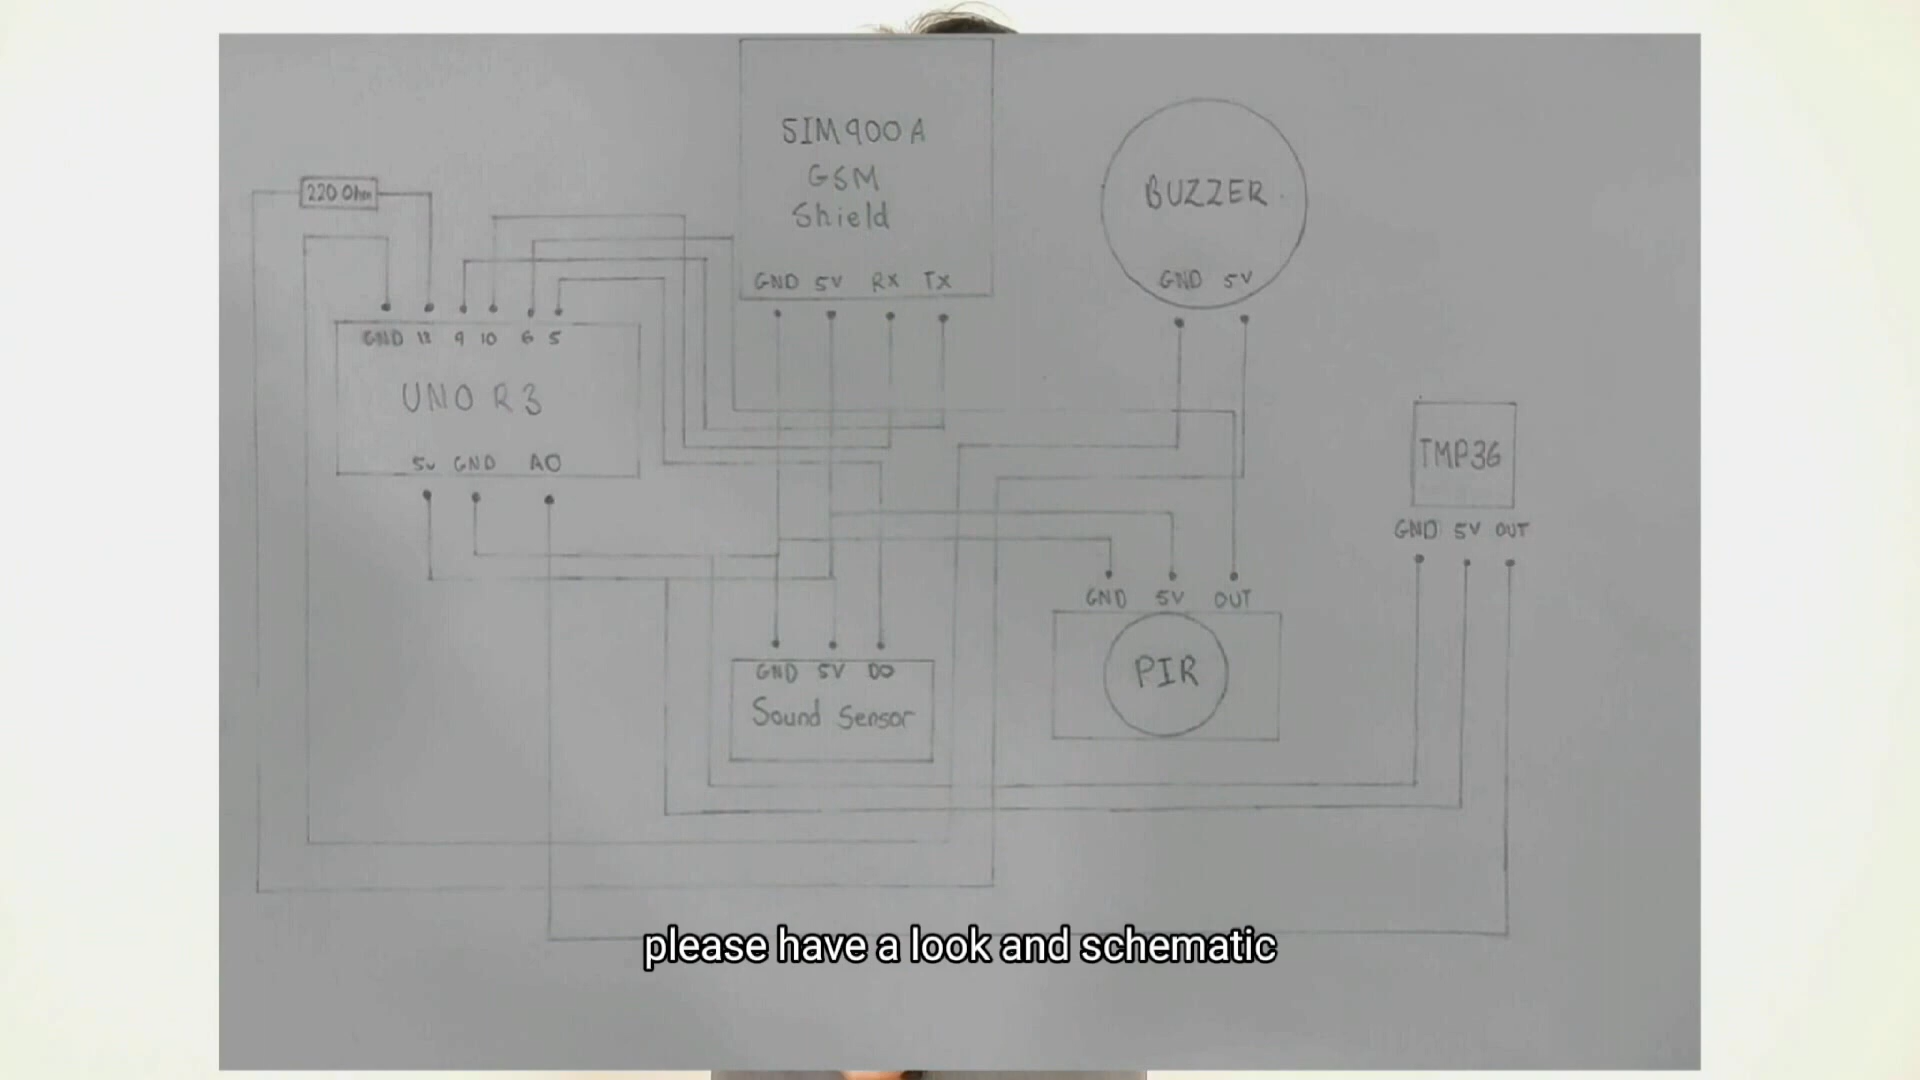 SIM900A
GSM
Shield
GND 5V RX TX
BUZZER
GND 5V
220 Ohm
GND 12 9 10 6 5
UNO R3
5v GND A0
TMP36
GND 5V OUT
GND 5V OUT
PIR
GND 5V DO
Sound Sensor
please have a look and schematic